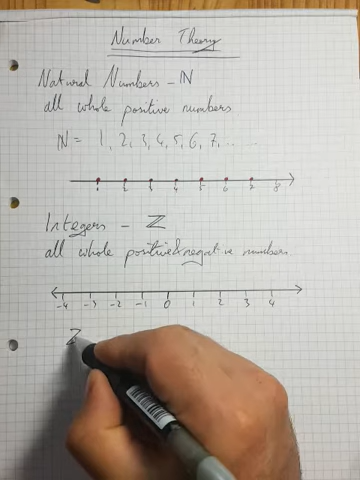 Number Theory
Natural Numbers - ℕ
all whole positive numbers
ℕ = 1, 2, 3, 4, 5, 6, 7, ....
1 2 3 4 5 6 7 8
Integers - ℤ
all whole positive & negative numbers
-4 -3 -2 -1 0 1 2 3 4
ℤ